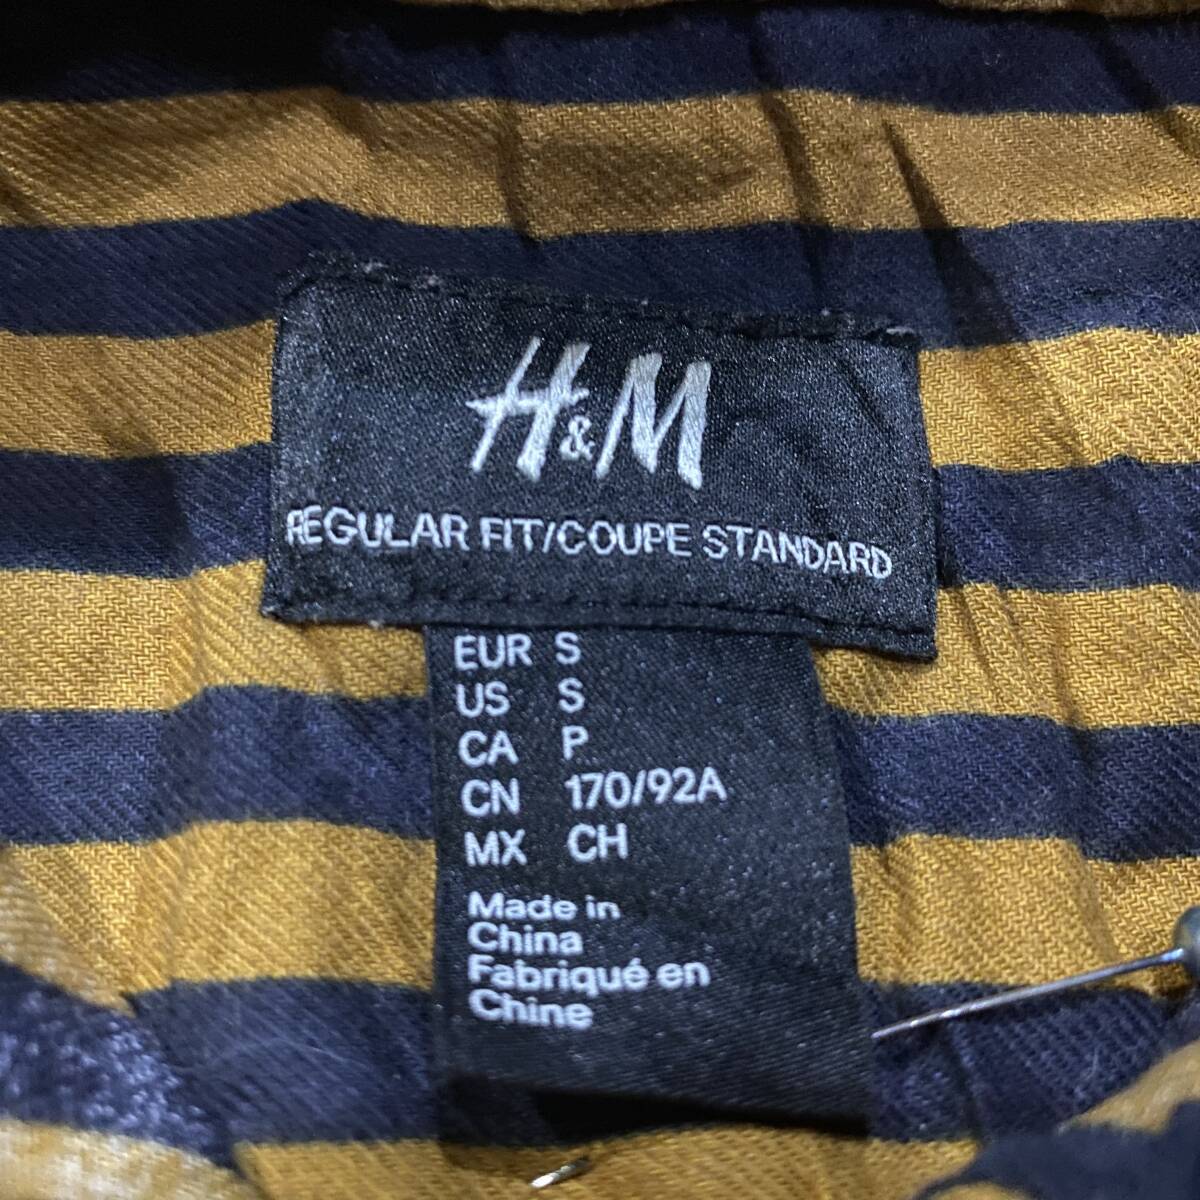 H&M
REGULAR FIT/COUPE STANDARD
EUR S
US S
CA P
CN 170/92A
MX CH
Made in
China
Fabriqué en
Chine